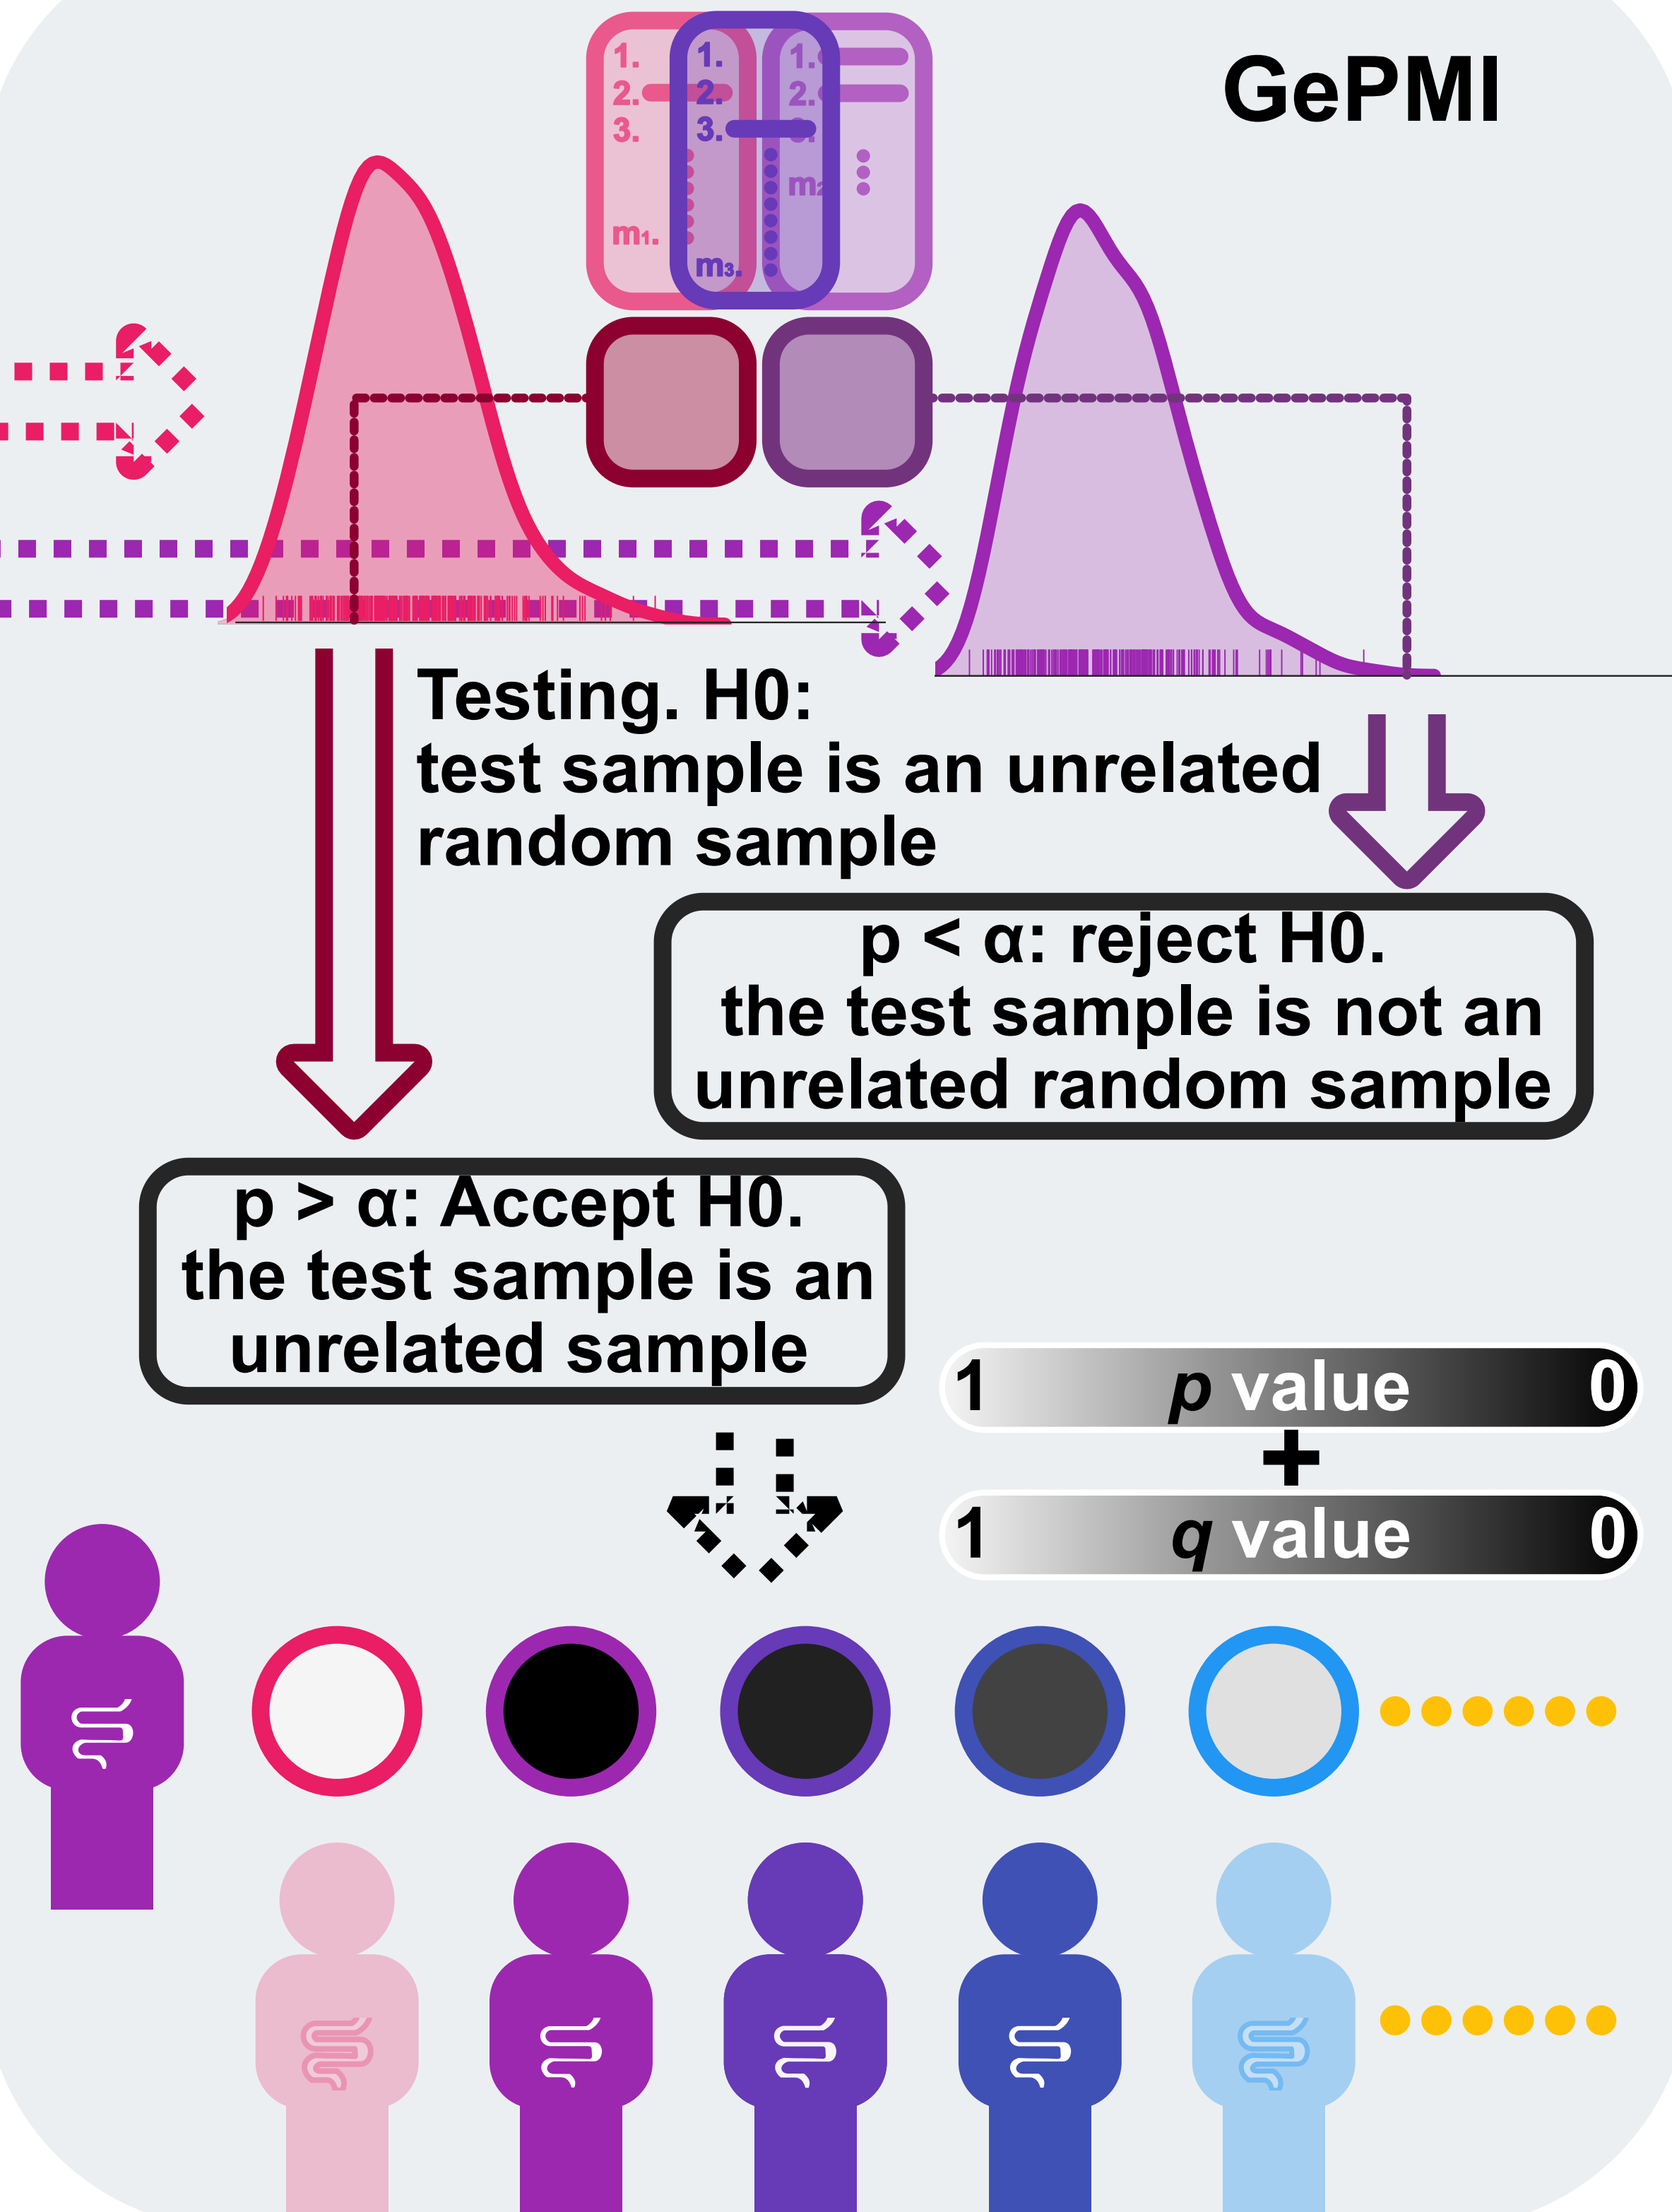 GePMI
1. 1. 1.
2. 2. 2.
3. 3. 3.
m1. m3. m2
Testing. H0:
test sample is an unrelated
random sample
p < α: reject H0.
the test sample is not an
unrelated random sample
p > α: Accept H0.
the test sample is an
unrelated sample
1 p value 0
+
1 q value 0